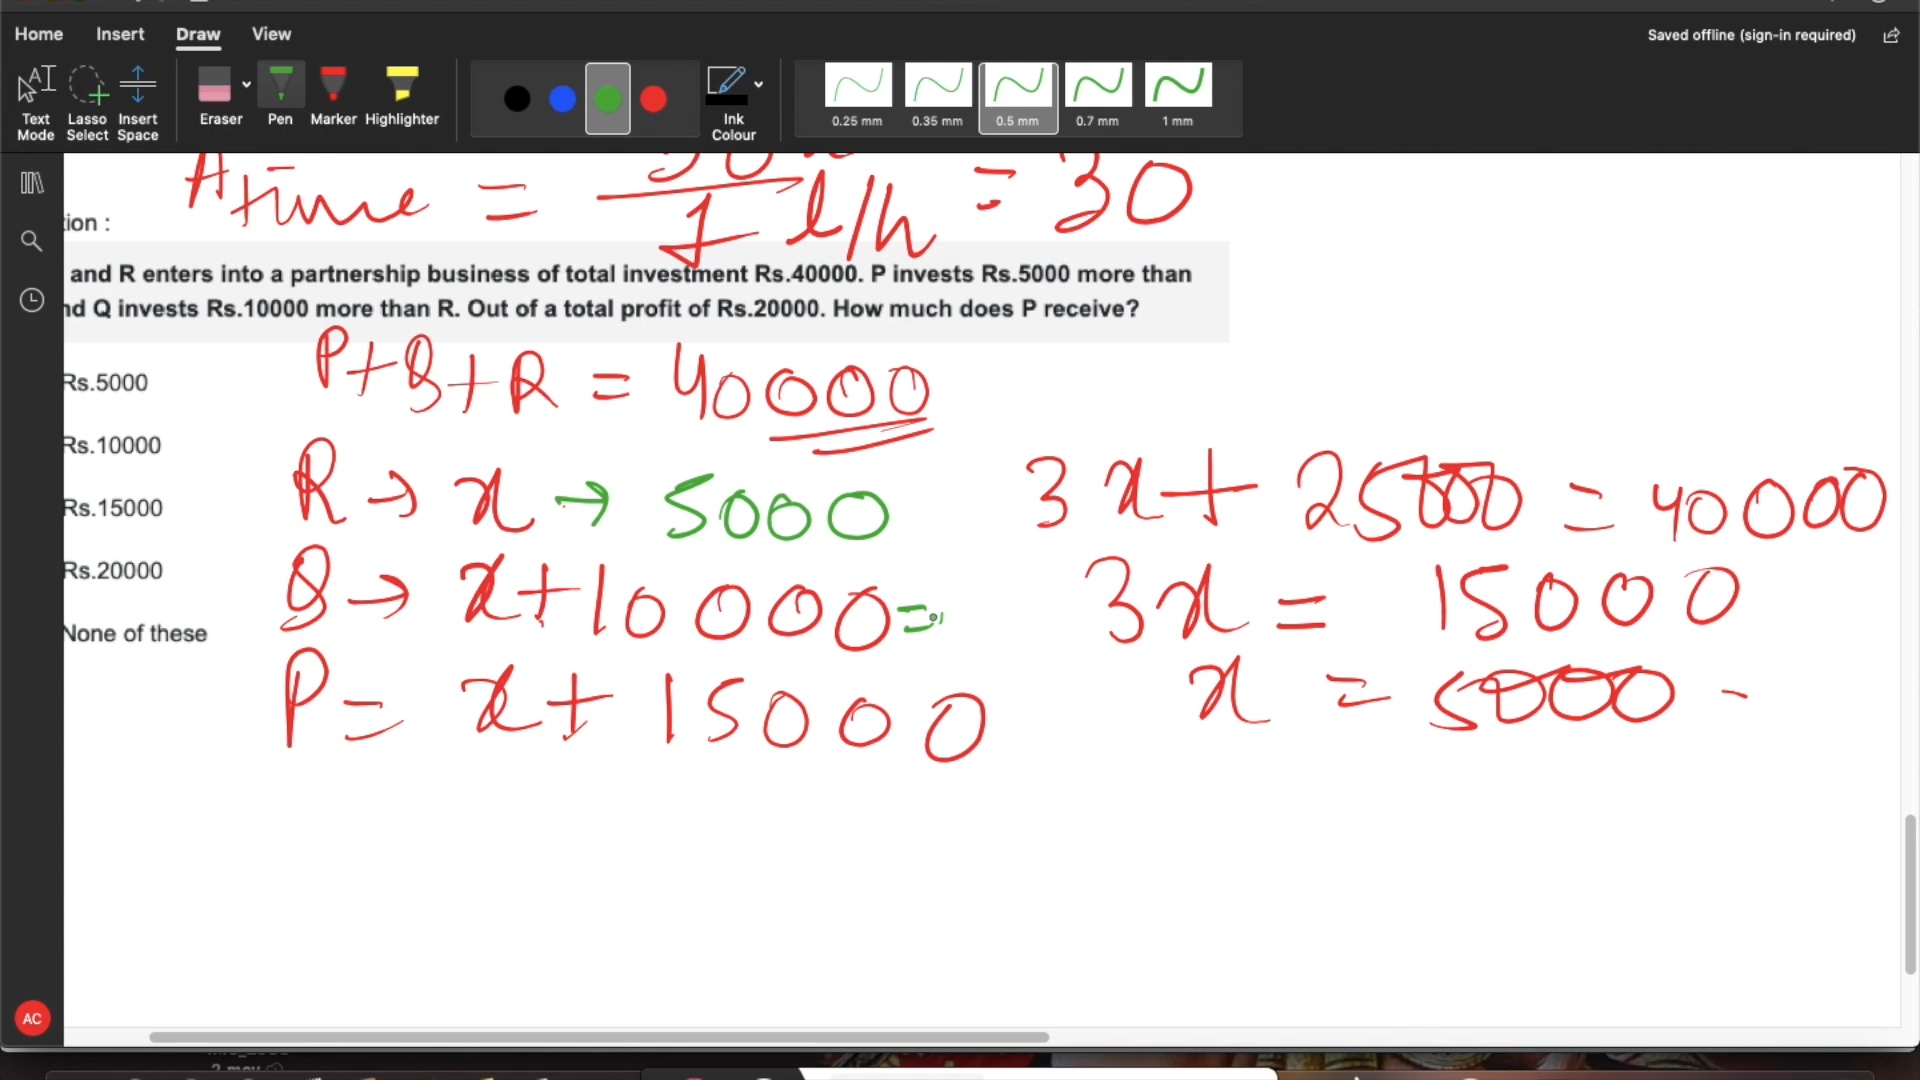 Home Insert Draw View
Saved offline (sign-in required)
Text Mode
Lasso Select
Insert Space
Eraser
Pen
Marker
Highlighter
Ink Colour
0.25 mm
0.35 mm
0.5 mm
0.7 mm
1 mm
A time = 1 l/h = 30
tion :
and R enters into a partnership business of total investment Rs.40000. P invests Rs.5000 more than
nd Q invests Rs.10000 more than R. Out of a total profit of Rs.20000. How much does P receive?
Rs.5000
Rs.10000
Rs.15000
Rs.20000
None of these
P+Q+R = 40000
R → x → 5000
Q → x+10000 =
P = x+15000
3x + 25000 = 40000
3x = 15000
x = 5000 -
AC